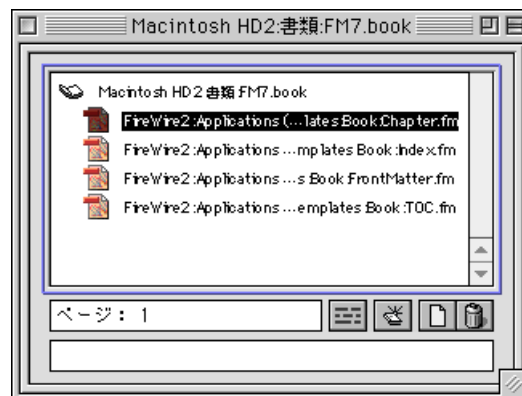 Macintosh HD2:書類:FM7.book
Macintosh HD2:書類:FM7.book
FireWire2:Applications (...lates:Book:Chapter.fm
FireWire2:Applications ...mplates:Book:Index.fm
FireWire2:Applications ...s:Book:FrontMatter.fm
FireWire2:Applications ...emplates:Book:TOC.fm
ページ: 1